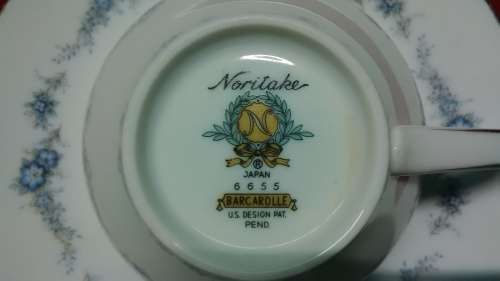 Noritake
N
®
JAPAN
6655
BARCAROLLE
U.S. DESIGN PAT.
PEND